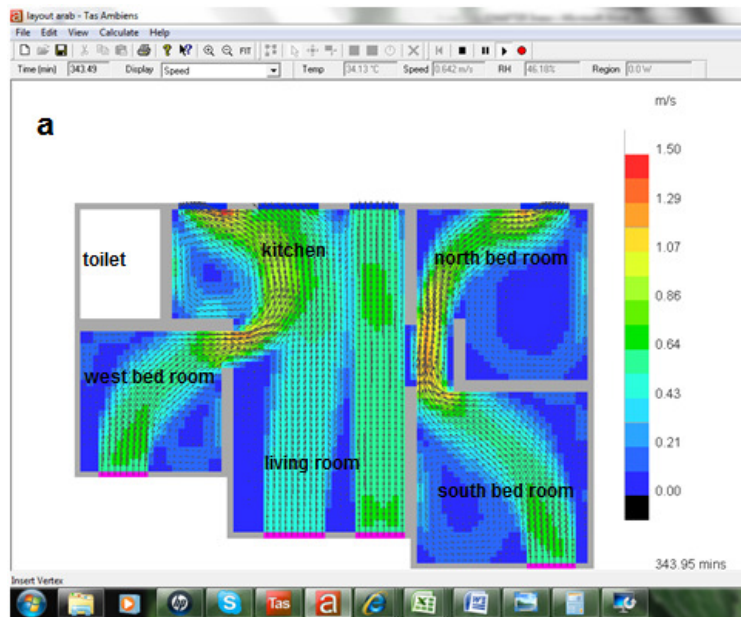 layout arab - Tas Ambiens
File Edit View Calculate Help
FIT
Time (min) 343.49 Display Speed Temp 34.13 °C Speed 0.642 m/s RH 46.18% Region 0.0 W
m/s
a
1.50
1.29
1.07
0.86
0.64
0.43
0.21
0.00
toilet
kitchen
north bed room
west bed room
living room
south bed room
343.95 mins
Insert Vertex
hp
S
Tas
a